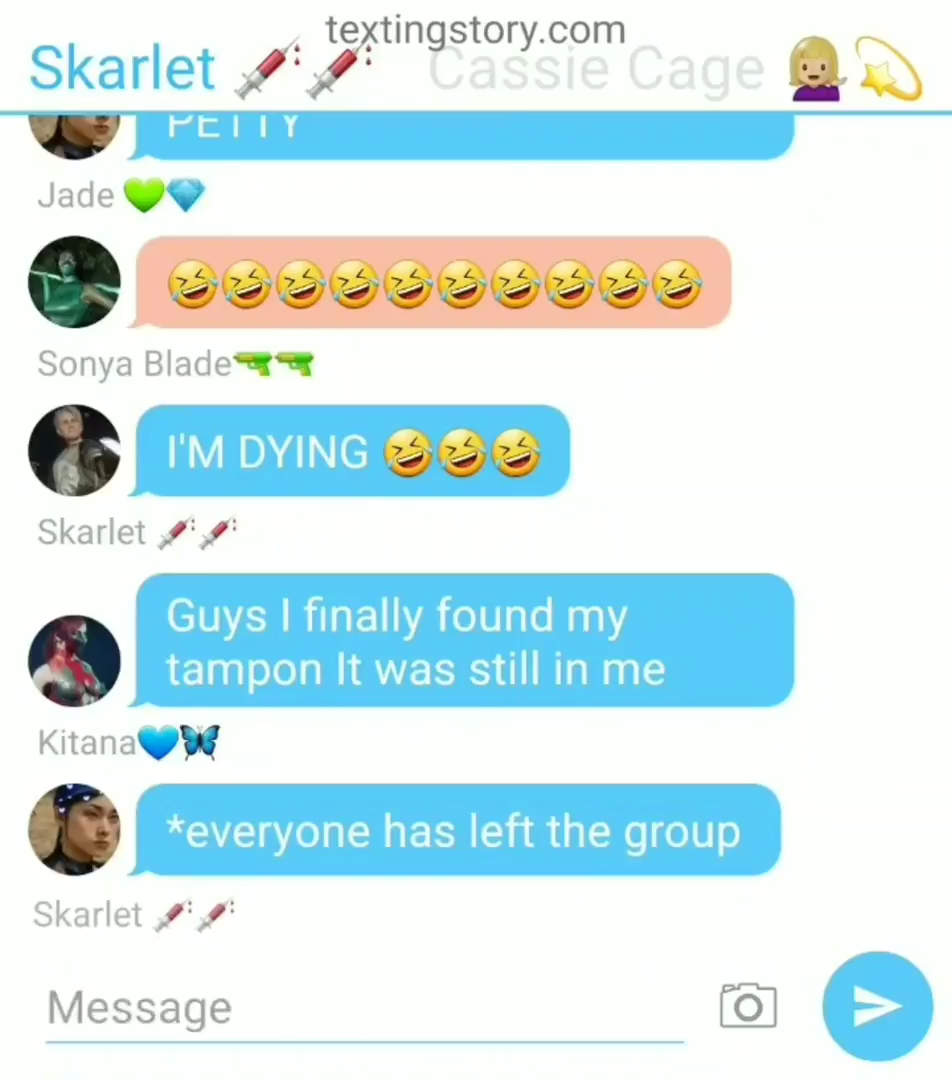 textingstory.com
Skarlet 💉💉 Cassie Cage 💁🏼‍♀️💫
PETTY
Jade 💚💎
🤣🤣🤣🤣🤣🤣🤣🤣🤣🤣
Sonya Blade🔫🔫
I'M DYING 🤣🤣🤣
Skarlet 💉💉
Guys I finally found my
tampon It was still in me
Kitana💙🦋
*everyone has left the group
Skarlet 💉💉
Message